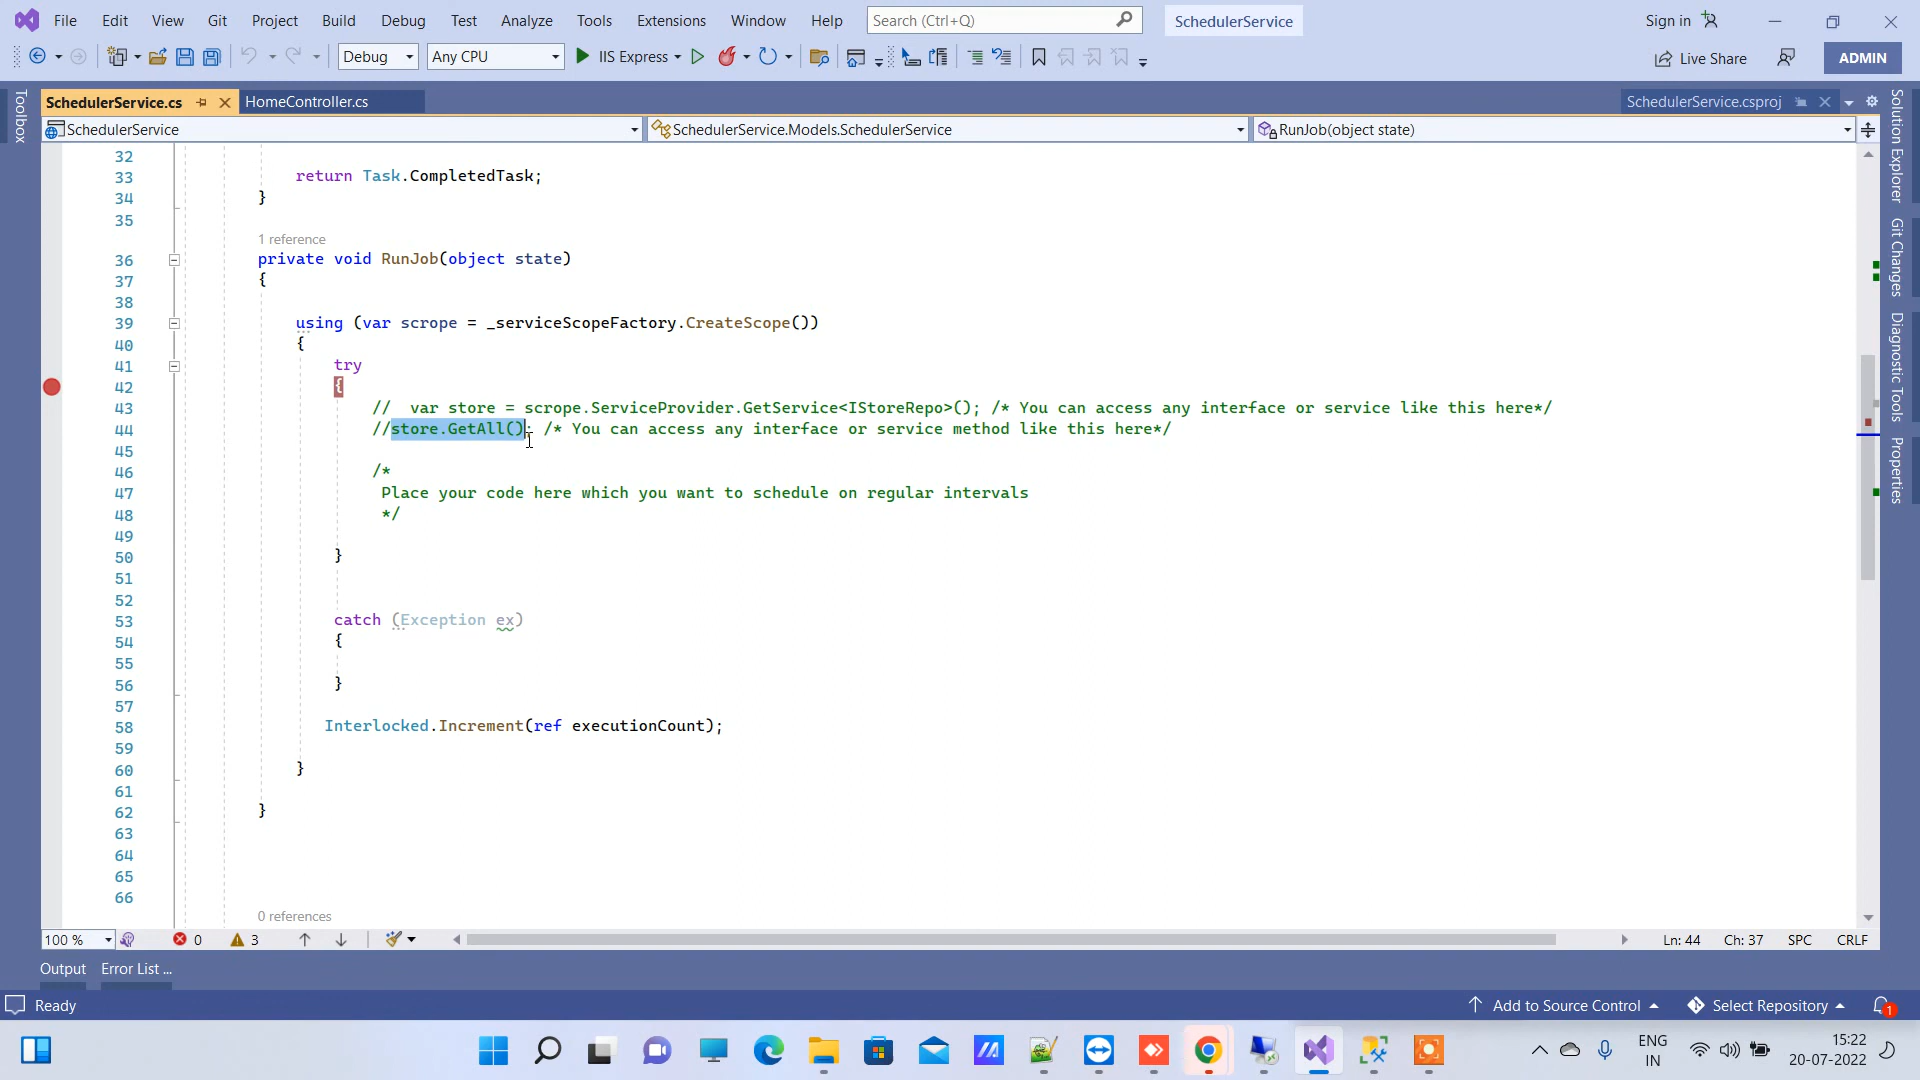 File Edit View Git Project Build Debug Test Analyze Tools Extensions Window Help Search (Ctrl+Q) SchedulerService Sign in
Debug Any CPU IIS Express Live Share ADMIN
Toolbox
SchedulerService.cs HomeController.cs SchedulerService.csproj
SchedulerService SchedulerService.Models.SchedulerService RunJob(object state)
32
33 return Task.CompletedTask;
34 }
35
1 reference
36 private void RunJob(object state)
37 {
38
39 using (var scrope = _serviceScopeFactory.CreateScope())
40 {
41 try
42 {
43 // var store = scrope.ServiceProvider.GetService<IStoreRepo>(); /* You can access any interface or service like this here*/
44 //store.GetAll(); /* You can access any interface or service method like this here*/
45
46 /*
47 Place your code here which you want to schedule on regular intervals
48 */
49
50 }
51
52
53 catch (Exception ex)
54 {
55
56 }
57
58 Interlocked.Increment(ref executionCount);
59
60 }
61
62 }
63
64
65
66
0 references
Solution Explorer
Git Changes
Diagnostic Tools
Properties
100 % 0 3 Ln: 44 Ch: 37 SPC CRLF
Output Error List ...
Ready Add to Source Control Select Repository 1
ENG
IN
15:22
20-07-2022